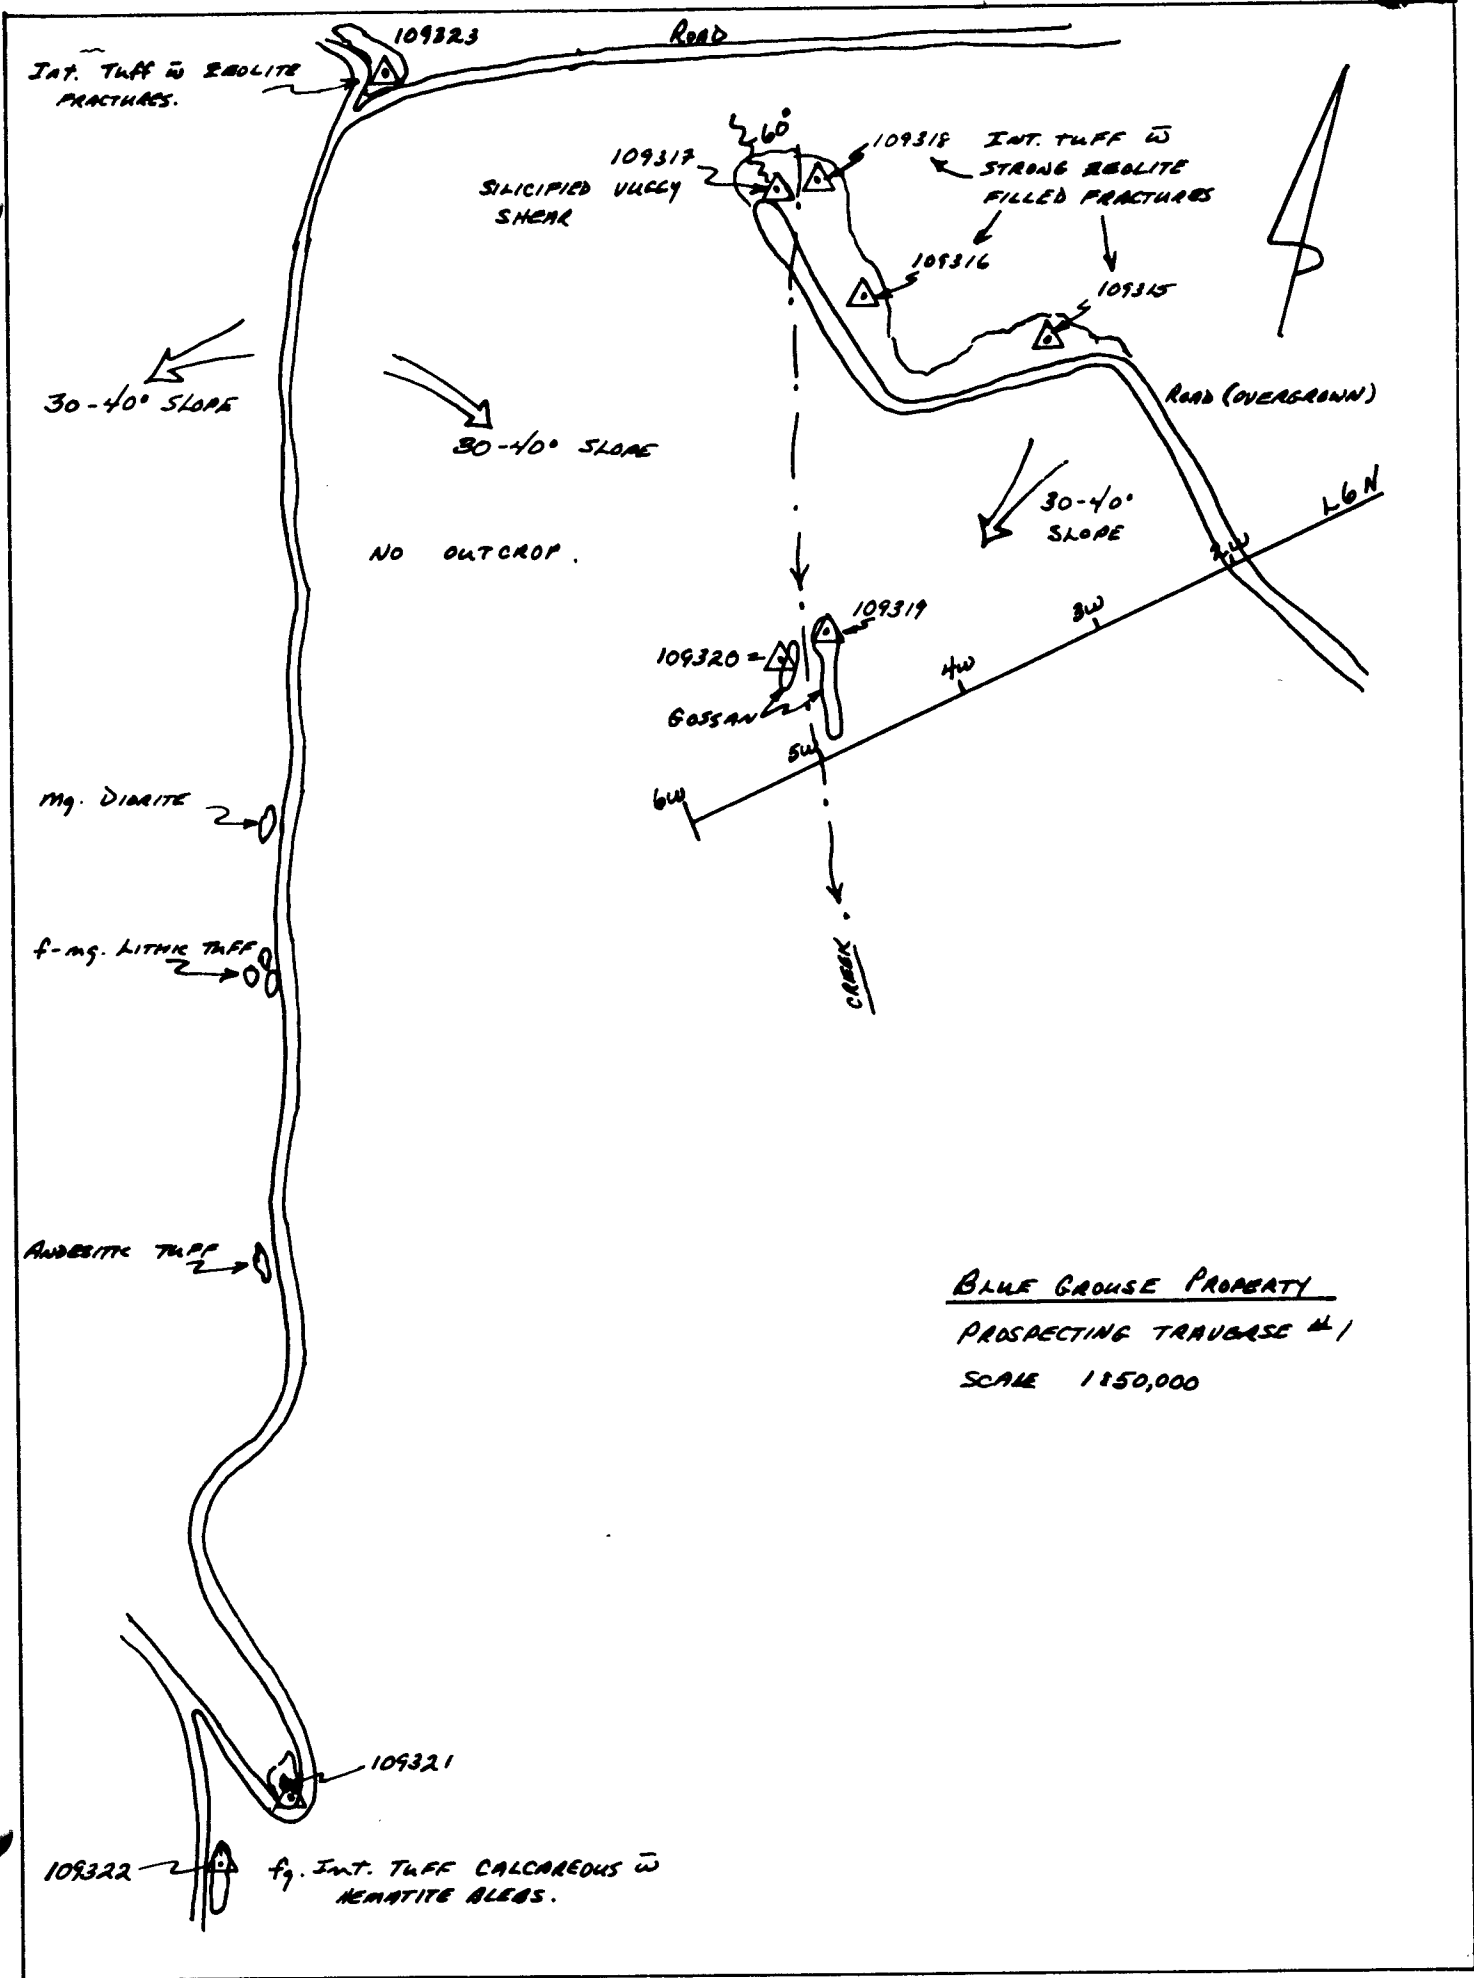 109323
ROAD
Int. Tuff w̄ ZEOLITE
FRACTURES.
60°
109317
SILICIFIED VUGGY
SHEAR
109318
INT. TUFF w̄
STRONG ZEOLITE
FILLED FRACTURES
109316
109315
30-40° SLOPE
30-40° SLOPE
ROAD (OVERGROWN)
30-40°
SLOPE
L6N
NO OUTCROP.
2W
3W
4W
5W
6W
109319
109320
GOSSAN
mg. DIORITE
f-mg. LITHIC TUFF
CREEK
ANDESITIC TUFF
BLUE GROUSE PROPERTY
PROSPECTING TRAVERSE #1
SCALE 1:50,000
109321
109322
fg. Int. TUFF CALCAREOUS w̄
HEMATITE BLEBS.